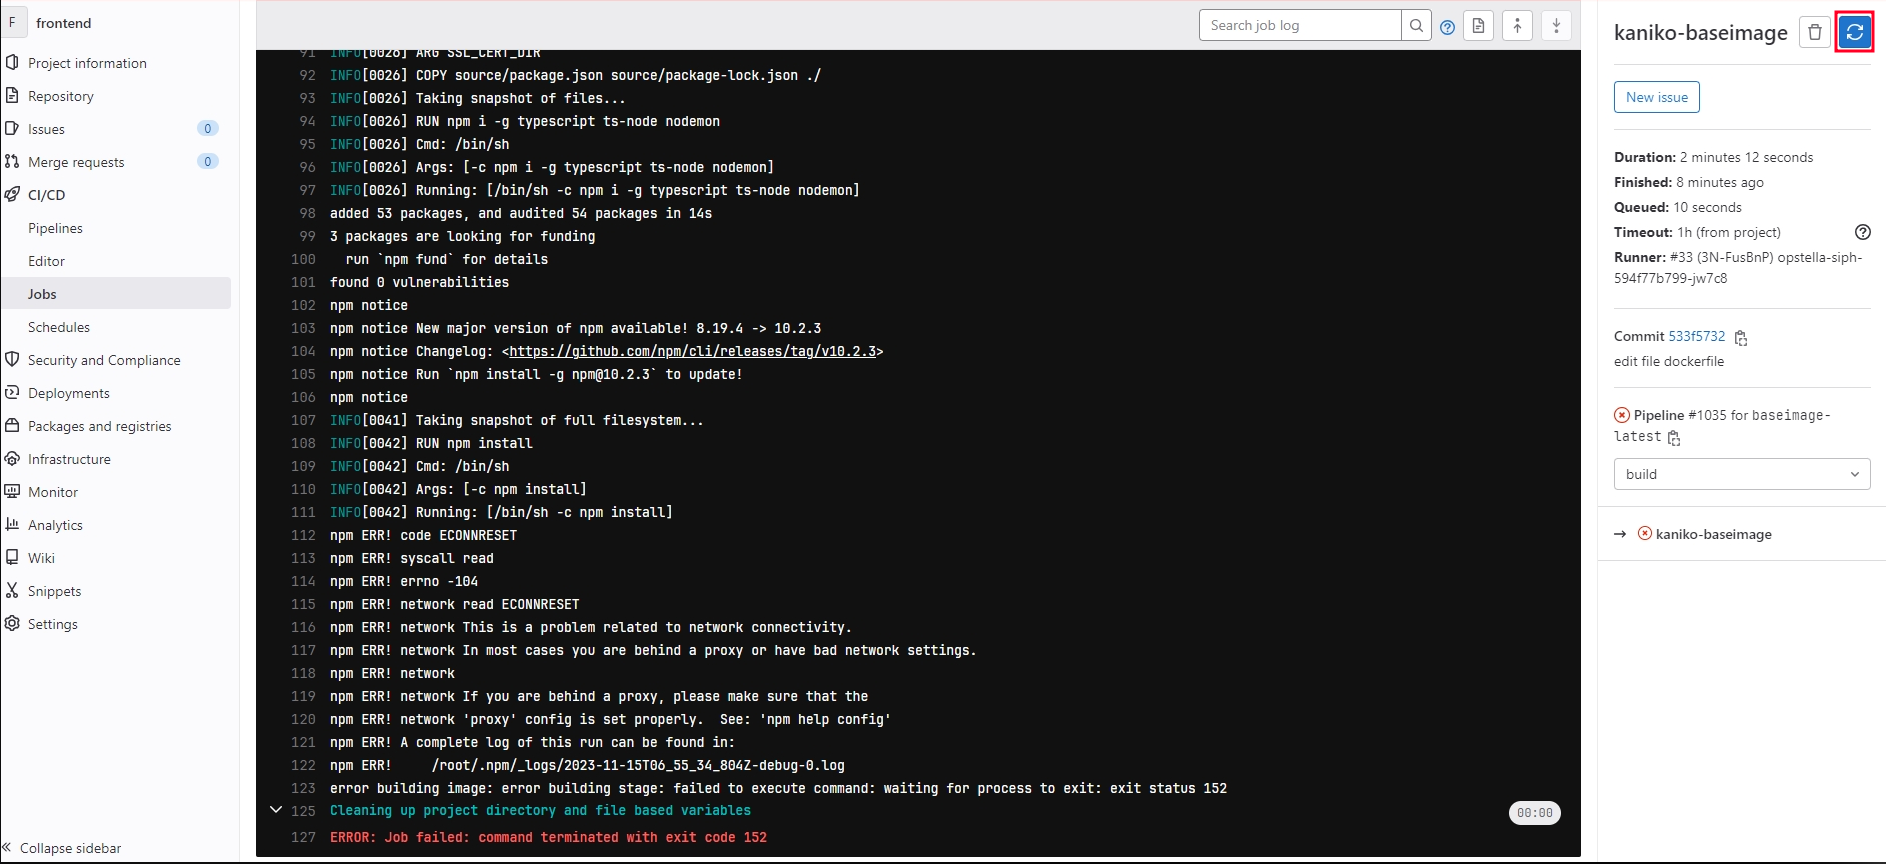 F frontend
Project information
Repository
Issues 0
Merge requests 0
CI/CD
Pipelines
Editor
Jobs
Schedules
Security and Compliance
Deployments
Packages and registries
Infrastructure
Monitor
Analytics
Wiki
Snippets
Settings
Collapse sidebar
Search job log
91 INFO[0026] ARG SSL_CERT_DIR
92 INFO[0026] COPY source/package.json source/package-lock.json ./
93 INFO[0026] Taking snapshot of files...
94 INFO[0026] RUN npm i -g typescript ts-node nodemon
95 INFO[0026] Cmd: /bin/sh
96 INFO[0026] Args: [-c npm i -g typescript ts-node nodemon]
97 INFO[0026] Running: [/bin/sh -c npm i -g typescript ts-node nodemon]
98 added 53 packages, and audited 54 packages in 14s
99 3 packages are looking for funding
100 run `npm fund` for details
101 found 0 vulnerabilities
102 npm notice
103 npm notice New major version of npm available! 8.19.4 -> 10.2.3
104 npm notice Changelog: <https://github.com/npm/cli/releases/tag/v10.2.3>
105 npm notice Run `npm install -g npm@10.2.3` to update!
106 npm notice
107 INFO[0041] Taking snapshot of full filesystem...
108 INFO[0042] RUN npm install
109 INFO[0042] Cmd: /bin/sh
110 INFO[0042] Args: [-c npm install]
111 INFO[0042] Running: [/bin/sh -c npm install]
112 npm ERR! code ECONNRESET
113 npm ERR! syscall read
114 npm ERR! errno -104
115 npm ERR! network read ECONNRESET
116 npm ERR! network This is a problem related to network connectivity.
117 npm ERR! network In most cases you are behind a proxy or have bad network settings.
118 npm ERR! network
119 npm ERR! network If you are behind a proxy, please make sure that the
120 npm ERR! network 'proxy' config is set properly.  See: 'npm help config'
121 npm ERR! A complete log of this run can be found in:
122 npm ERR!     /root/.npm/_logs/2023-11-15T06_55_34_804Z-debug-0.log
123 error building image: error building stage: failed to execute command: waiting for process to exit: exit status 152
125 Cleaning up project directory and file based variables 00:00
127 ERROR: Job failed: command terminated with exit code 152
kaniko-baseimage
New issue
Duration: 2 minutes 12 seconds
Finished: 8 minutes ago
Queued: 10 seconds
Timeout: 1h (from project)
Runner: #33 (3N-FusBnP) opstella-siph-
594f77b799-jw7c8
Commit 533f5732
edit file dockerfile
Pipeline #1035 for baseimage-
latest
build
→ kaniko-baseimage